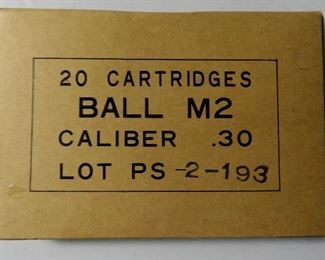 20 CARTRIDGES
BALL M2
CALIBER .30
LOT PS -2-193